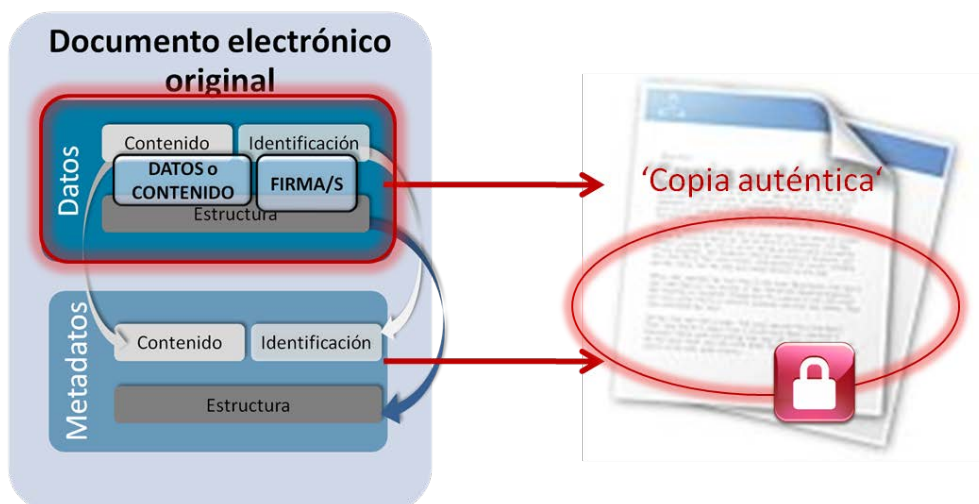 Documento electrónico
original
Datos
Contenido
Identificación
DATOS o
CONTENIDO
FIRMA/S
Estructura
‘Copia auténtica‘
Metadatos
Contenido
Identificación
Estructura